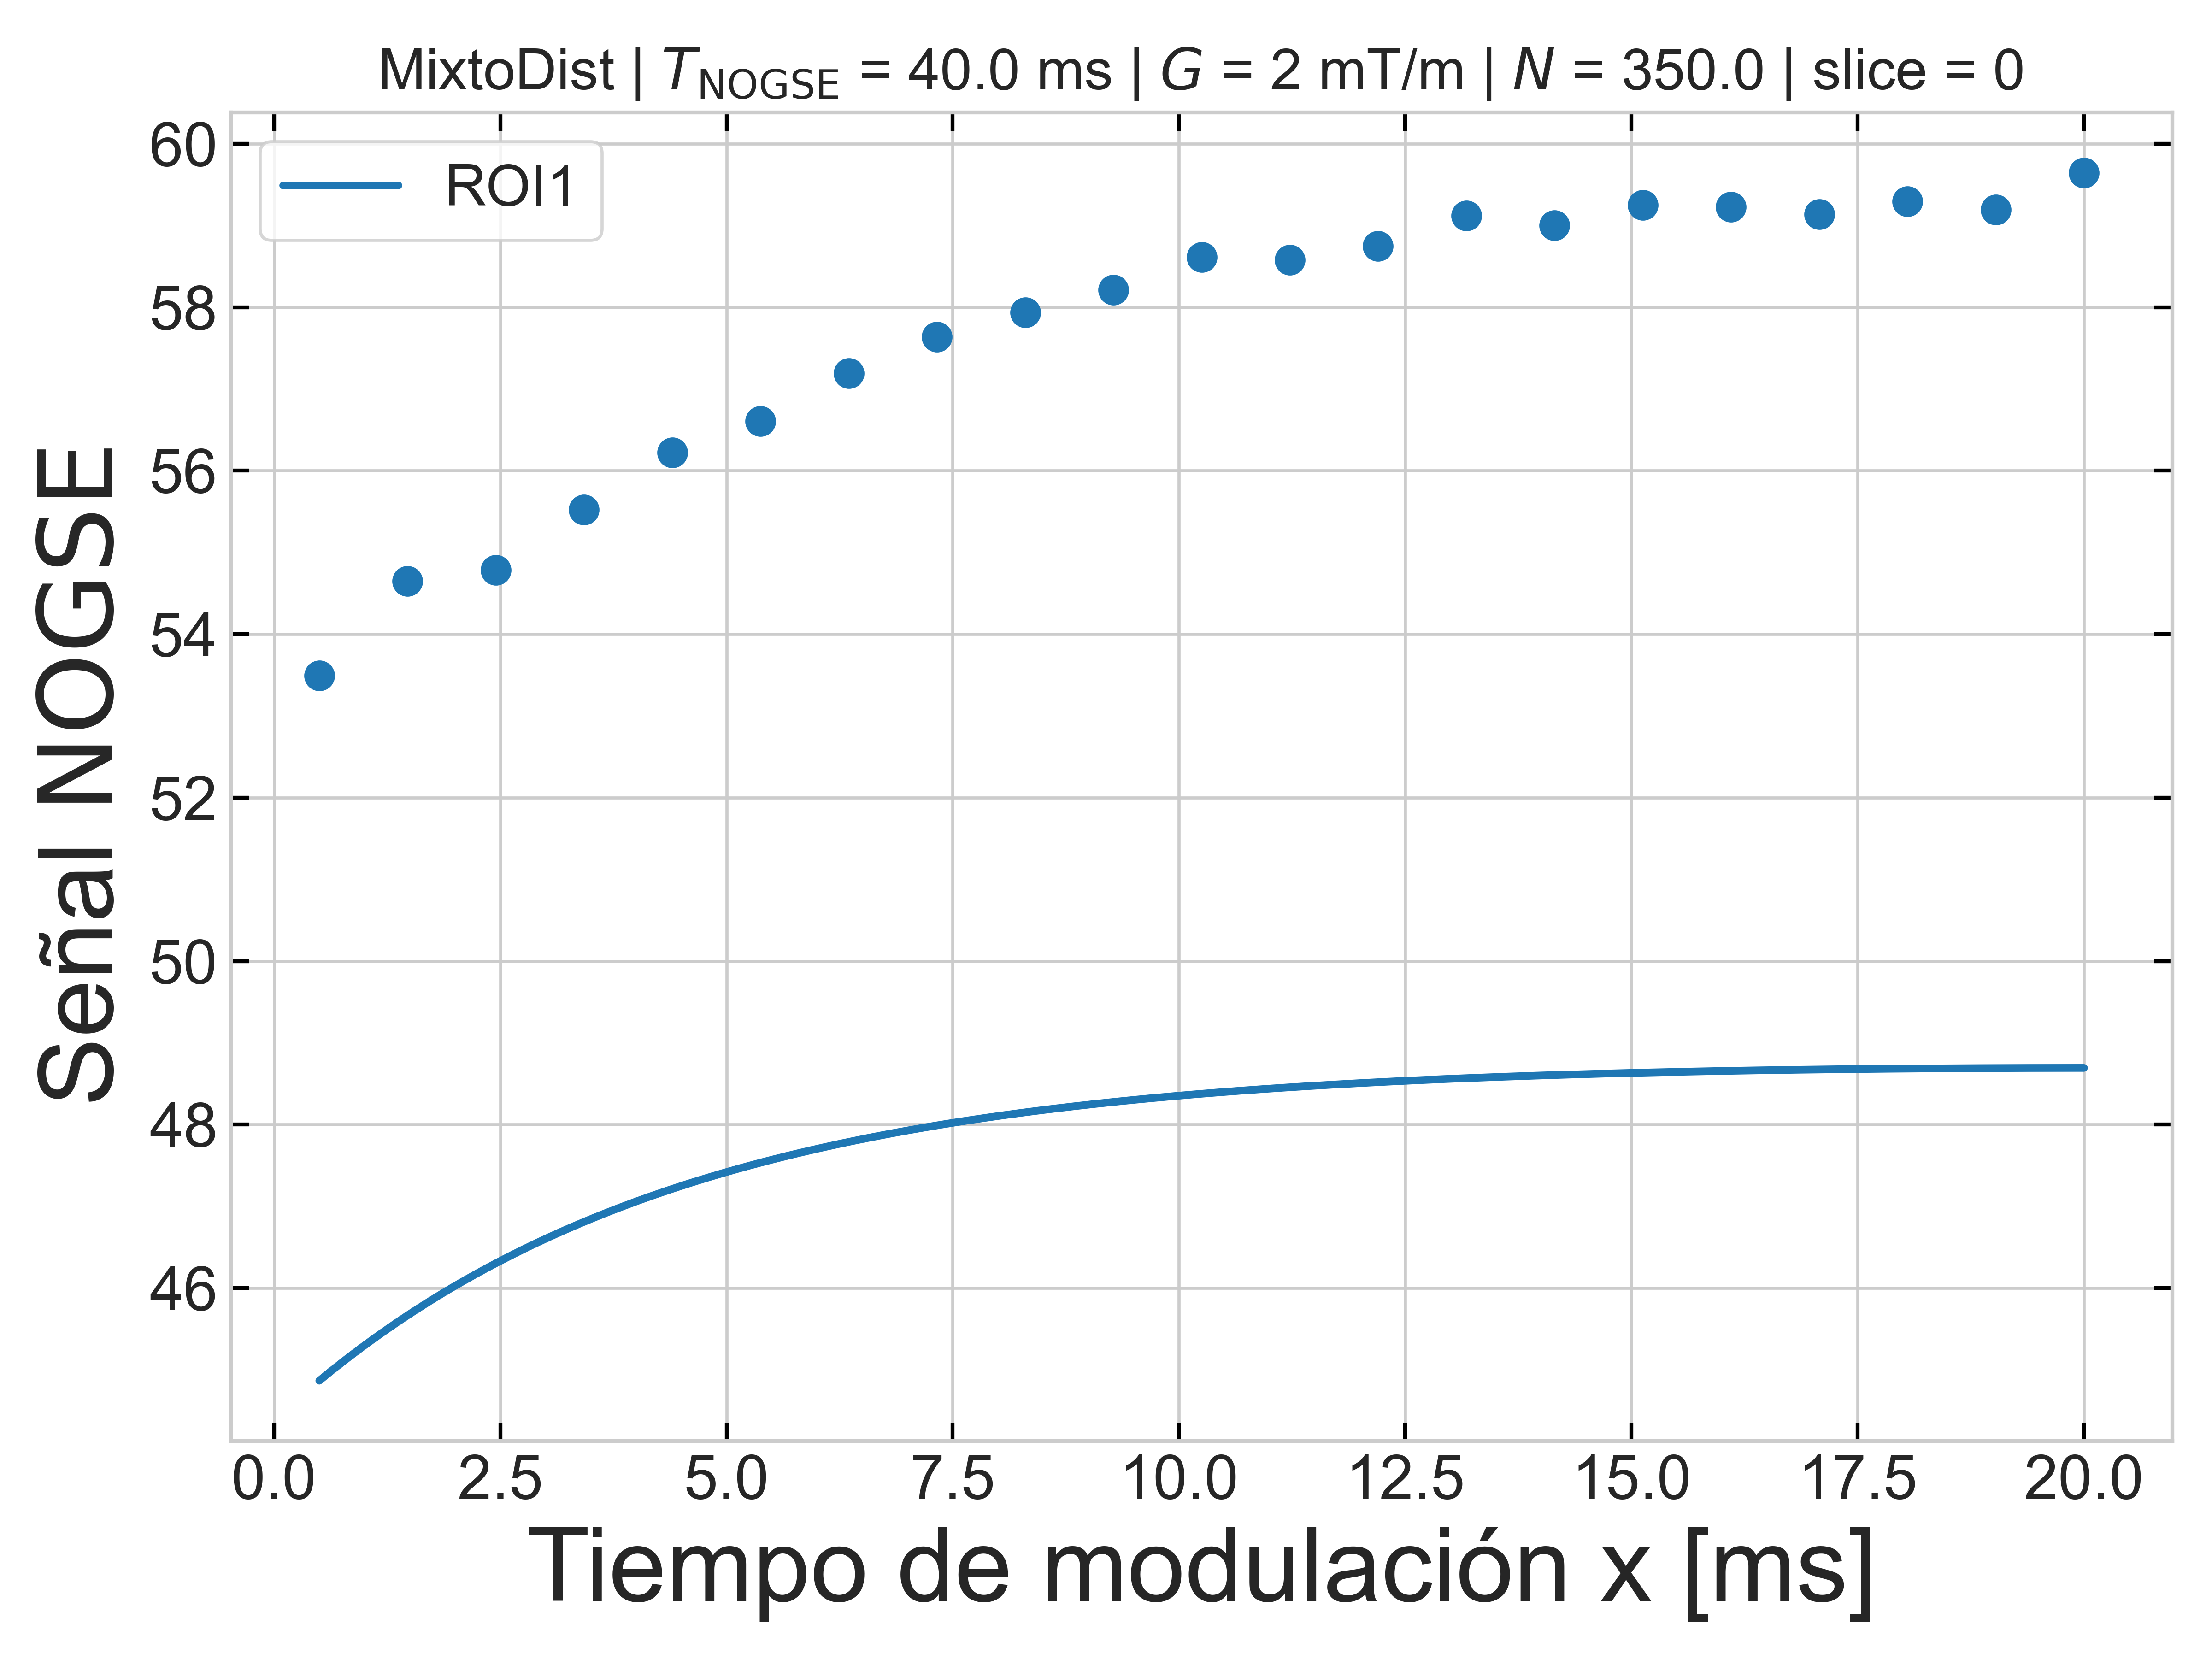 MixtoDist | T_NOGSE = 40.0 ms | G = 2 mT/m | N = 350.0 | slice = 0
ROI1
60
58
56
54
52
50
48
46
Señal NOGSE
0.0 2.5 5.0 7.5 10.0 12.5 15.0 17.5 20.0
Tiempo de modulación x [ms]